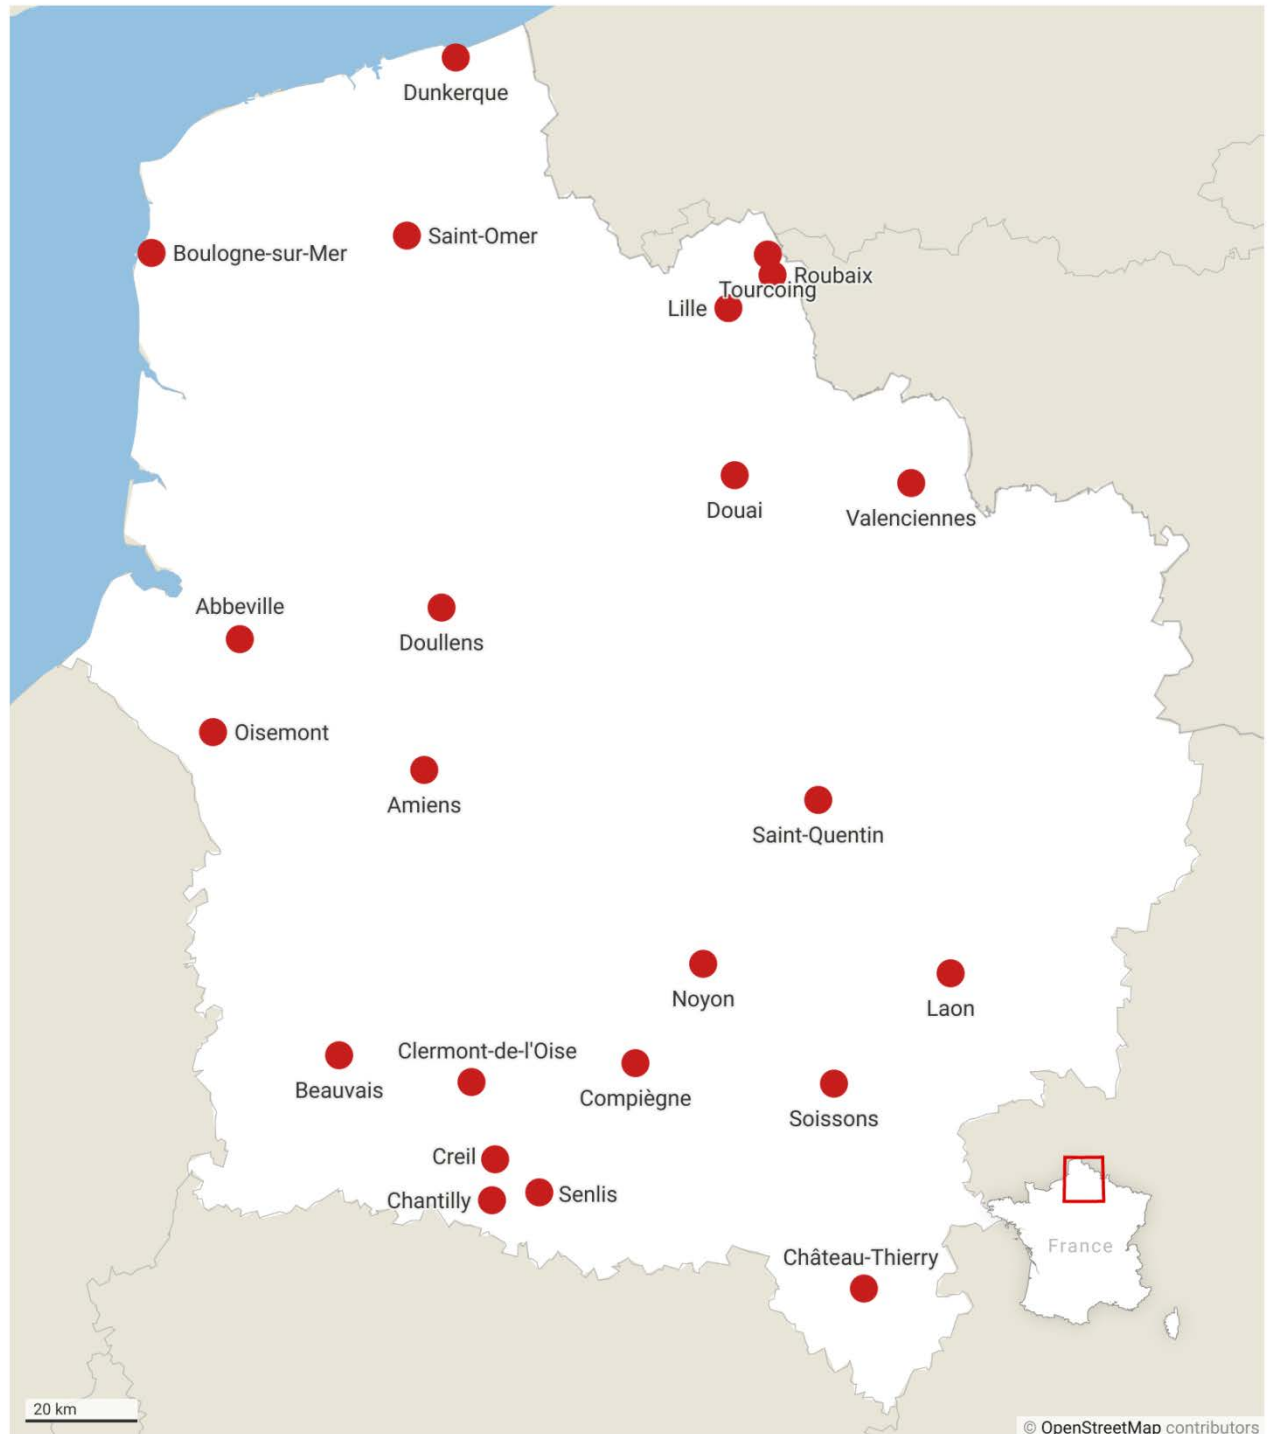 Dunkerque
Saint-Omer
Boulogne-sur-Mer
Roubaix
Tourcoing
Lille
Douai
Valenciennes
Abbeville
Doullens
Oisemont
Amiens
Saint-Quentin
Noyon
Laon
Clermont-de-l'Oise
Beauvais
Compiègne
Soissons
Creil
Senlis
Chantilly
France
Château-Thierry
20 km
© OpenStreetMap contributors